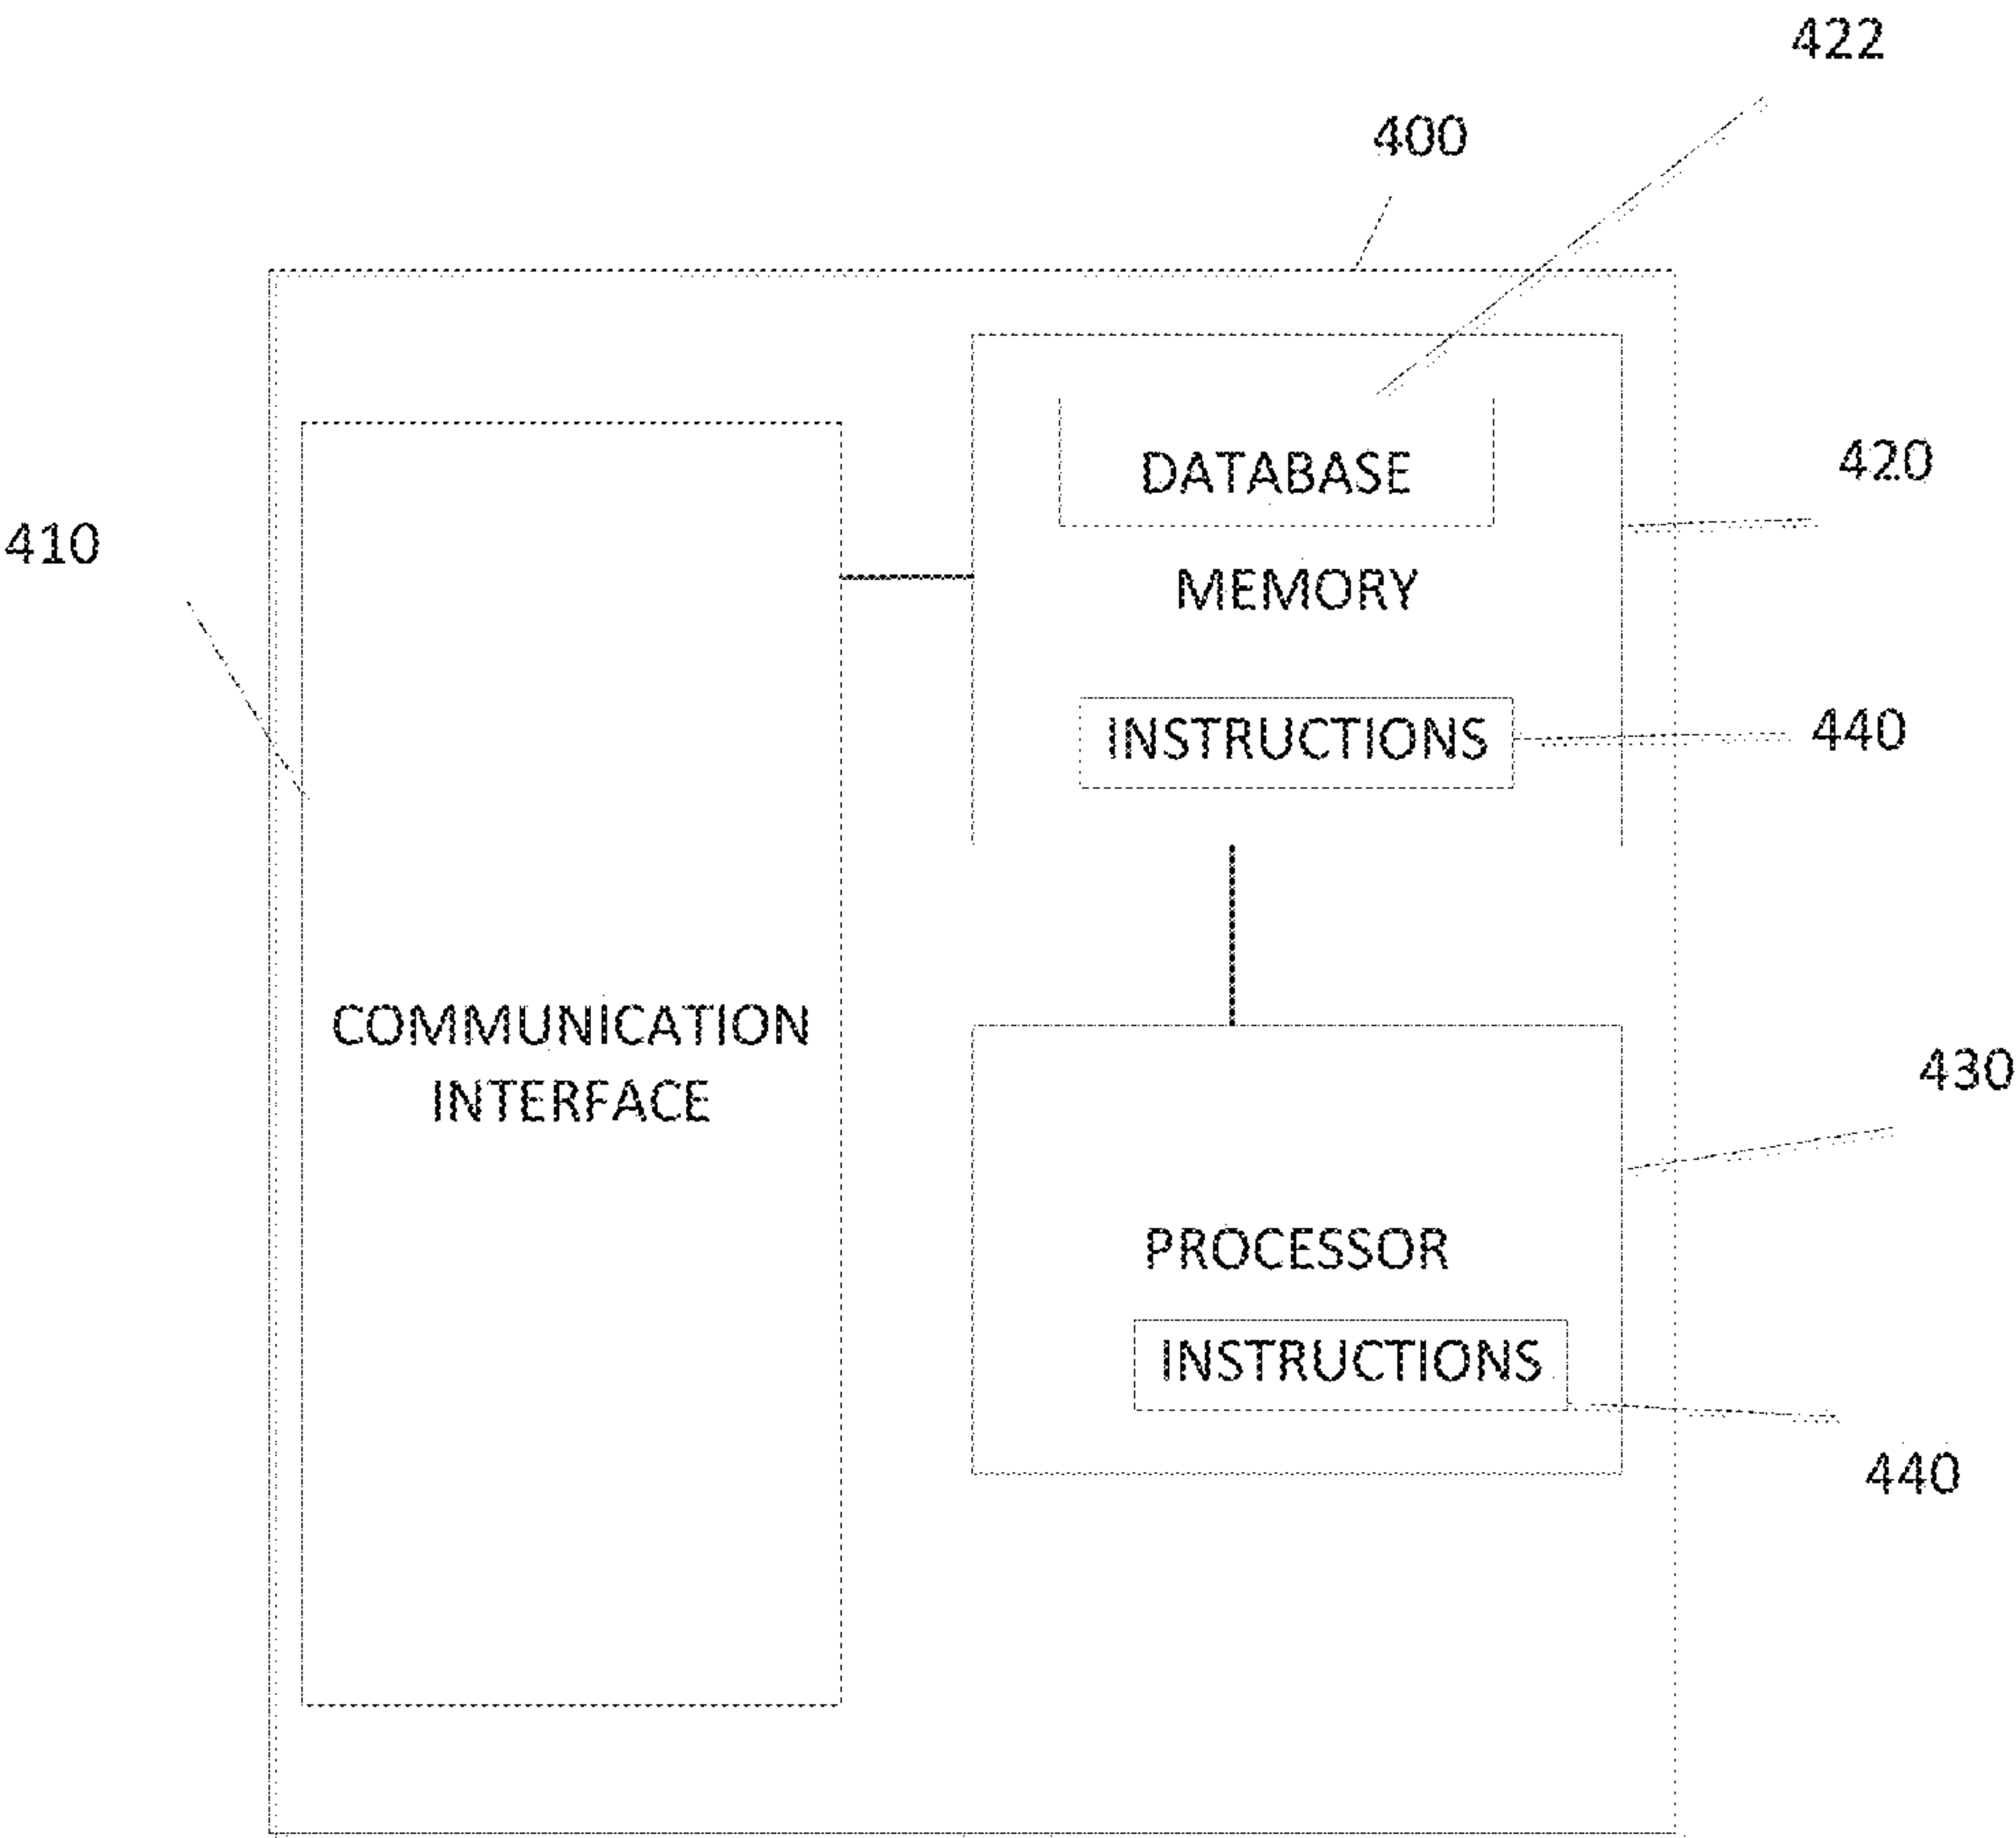 422
400
DATABASE
420
410
MEMORY
INSTRUCTIONS
440
COMMUNICATION
INTERFACE
430
PROCESSOR
INSTRUCTIONS
440